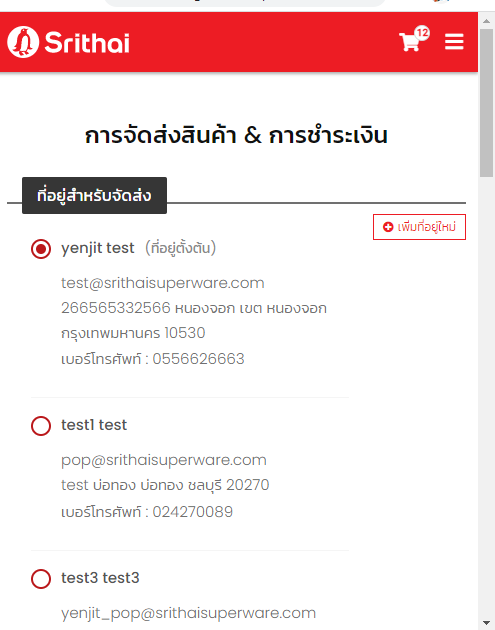 Srithai
12
การจัดส่งสินค้า & การชำระเงิน
ที่อยู่สำหรับจัดส่ง
เพิ่มที่อยู่ใหม่
yenjit test (ที่อยู่ตั้งต้น)
test@srithaisuperware.com
266565332566 หนองจอก เขต หนองจอก
กรุงเทพมหานคร 10530
เบอร์โทรศัพท์ : 0556626663
test1 test
pop@srithaisuperware.com
test บ่อทอง บ่อทอง ชลบุรี 20270
เบอร์โทรศัพท์ : 024270089
test3 test3
yenjit_pop@srithaisuperware.com